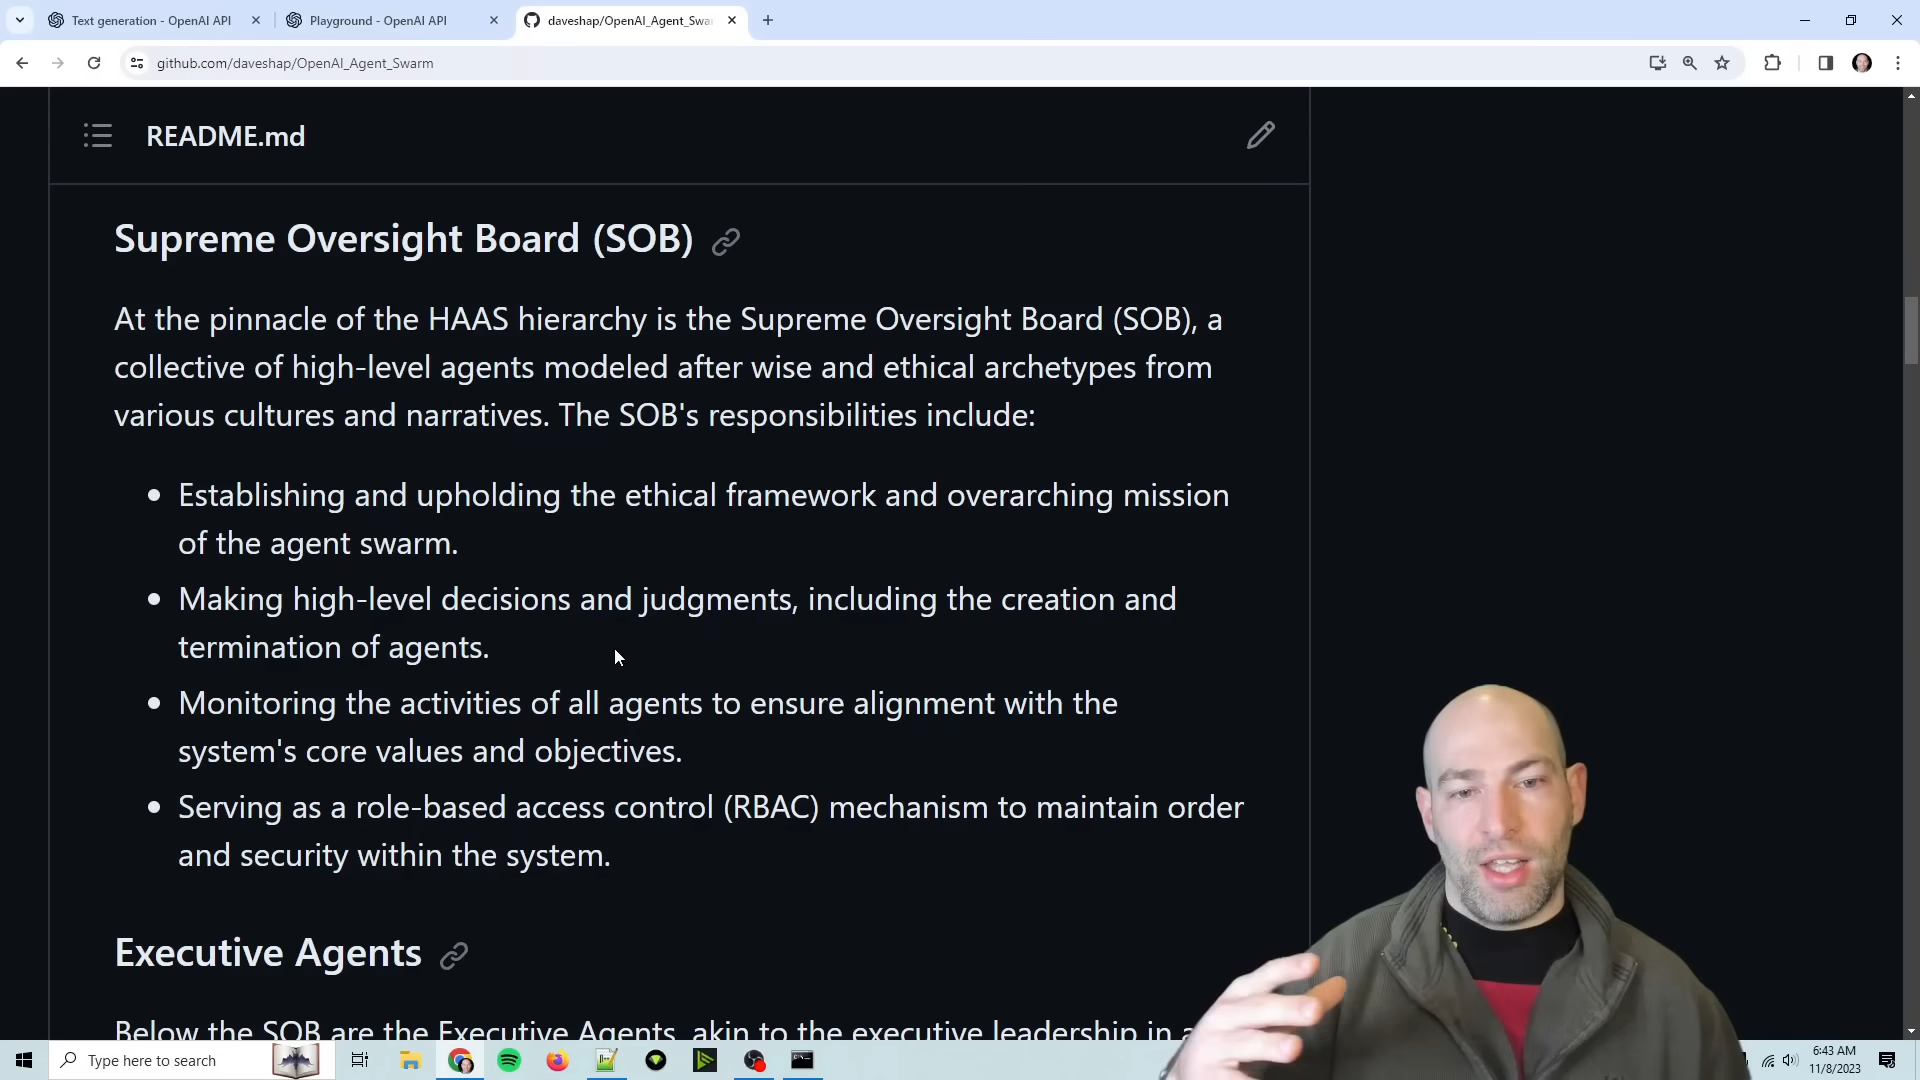 Text generation - OpenAI API
Playground - OpenAI API
daveshap/OpenAI_Agent_Swar
github.com/daveshap/OpenAI_Agent_Swarm
README.md
Supreme Oversight Board (SOB)
At the pinnacle of the HAAS hierarchy is the Supreme Oversight Board (SOB), a
collective of high-level agents modeled after wise and ethical archetypes from
various cultures and narratives. The SOB's responsibilities include:
Establishing and upholding the ethical framework and overarching mission
of the agent swarm.
Making high-level decisions and judgments, including the creation and
termination of agents.
Monitoring the activities of all agents to ensure alignment with the
system's core values and objectives.
Serving as a role-based access control (RBAC) mechanism to maintain order
and security within the system.
Executive Agents
Below the SOB are the Executive Agents, akin to the executive leadership in a
Type here to search
6:43 AM
11/8/2023